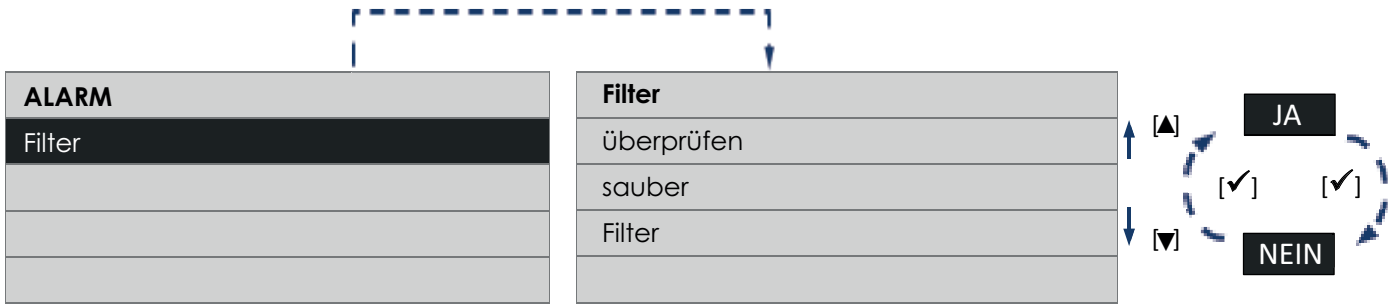 ALARM
Filter
Filter
überprüfen
sauber
Filter
[▲]
[▼]
JA
[✓] [✓]
NEIN